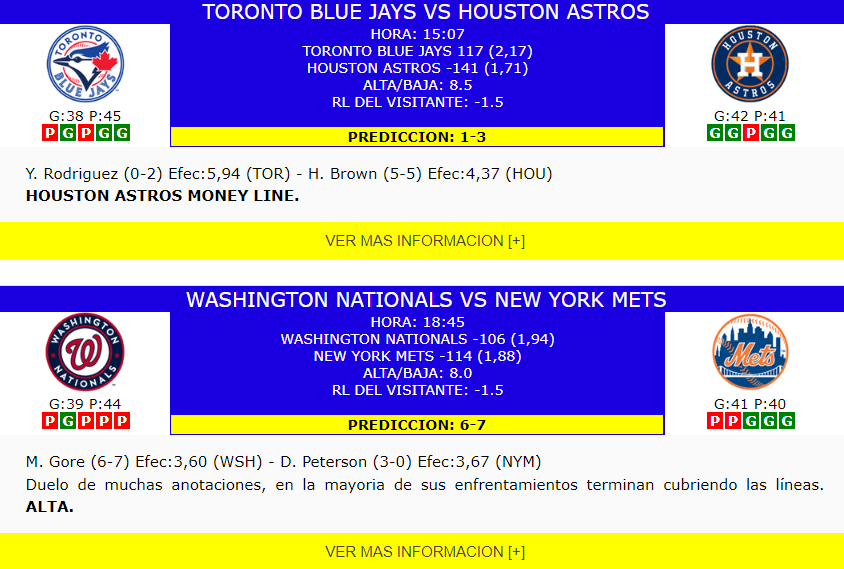 TORONTO BLUE JAYS VS HOUSTON ASTROS
TORONTO
BLUE JAYS
G:38 P:45
P G P G G
HORA: 15:07
TORONTO BLUE JAYS 117 (2,17)
HOUSTON ASTROS -141 (1,71)
ALTA/BAJA: 8.5
RL DEL VISITANTE: -1.5
PREDICCION: 1-3
HOUSTON
H
ASTROS
G:42 P:41
G G P G G
Y. Rodriguez (0-2) Efec:5,94 (TOR) - H. Brown (5-5) Efec:4,37 (HOU)
HOUSTON ASTROS MONEY LINE.
VER MAS INFORMACION [+]
WASHINGTON NATIONALS VS NEW YORK METS
WASHINGTON
W
NATIONALS
G:39 P:44
P G P P P
HORA: 18:45
WASHINGTON NATIONALS -106 (1,94)
NEW YORK METS -114 (1,88)
ALTA/BAJA: 8.0
RL DEL VISITANTE: -1.5
PREDICCION: 6-7
Mets
G:41 P:40
P P G G G
M. Gore (6-7) Efec:3,60 (WSH) - D. Peterson (3-0) Efec:3,67 (NYM)
Duelo de muchas anotaciones, en la mayoria de sus enfrentamientos terminan cubriendo las líneas.
ALTA.
VER MAS INFORMACION [+]